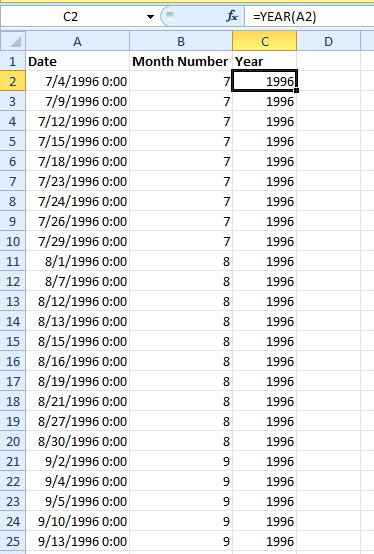 C2 fx =YEAR(A2)
A B C D
1 Date Month Number Year
2 7/4/1996 0:00 7 1996
3 7/9/1996 0:00 7 1996
4 7/12/1996 0:00 7 1996
5 7/15/1996 0:00 7 1996
6 7/18/1996 0:00 7 1996
7 7/23/1996 0:00 7 1996
8 7/24/1996 0:00 7 1996
9 7/26/1996 0:00 7 1996
10 7/29/1996 0:00 7 1996
11 8/1/1996 0:00 8 1996
12 8/7/1996 0:00 8 1996
13 8/12/1996 0:00 8 1996
14 8/13/1996 0:00 8 1996
15 8/15/1996 0:00 8 1996
16 8/16/1996 0:00 8 1996
17 8/19/1996 0:00 8 1996
18 8/21/1996 0:00 8 1996
19 8/27/1996 0:00 8 1996
20 8/30/1996 0:00 8 1996
21 9/2/1996 0:00 9 1996
22 9/4/1996 0:00 9 1996
23 9/5/1996 0:00 9 1996
24 9/10/1996 0:00 9 1996
25 9/13/1996 0:00 9 1996